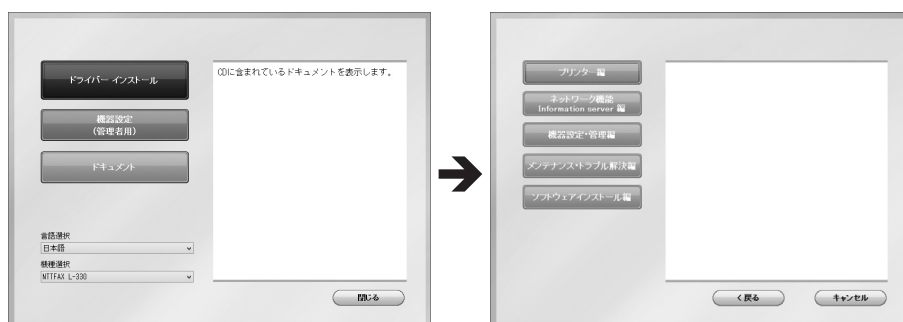 ドライバー インストール
機器設定
(管理者用)
ドキュメント
言語選択
日本語
機種選択
NTTFAX L-330
CDに含まれているドキュメントを表示します。
閉じる
プリンター編
ネットワーク機能
Information server 編
機器設定・管理編
メンテナンス・トラブル解決編
ソフトウェアインストール編
< 戻る
キャンセル